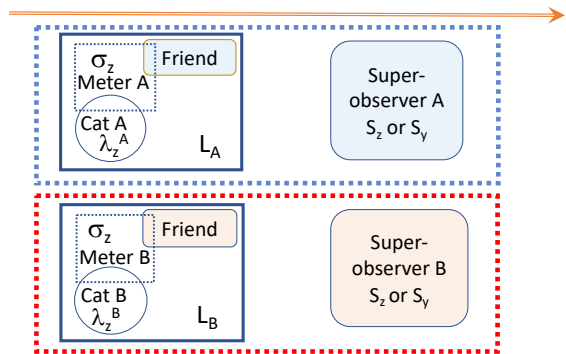 σz
Meter A
Friend
Cat A
λzA
LA
Super-
observer A
Sz or Sy
σz
Meter B
Friend
Cat B
λzB
LB
Super-
observer B
Sz or Sy